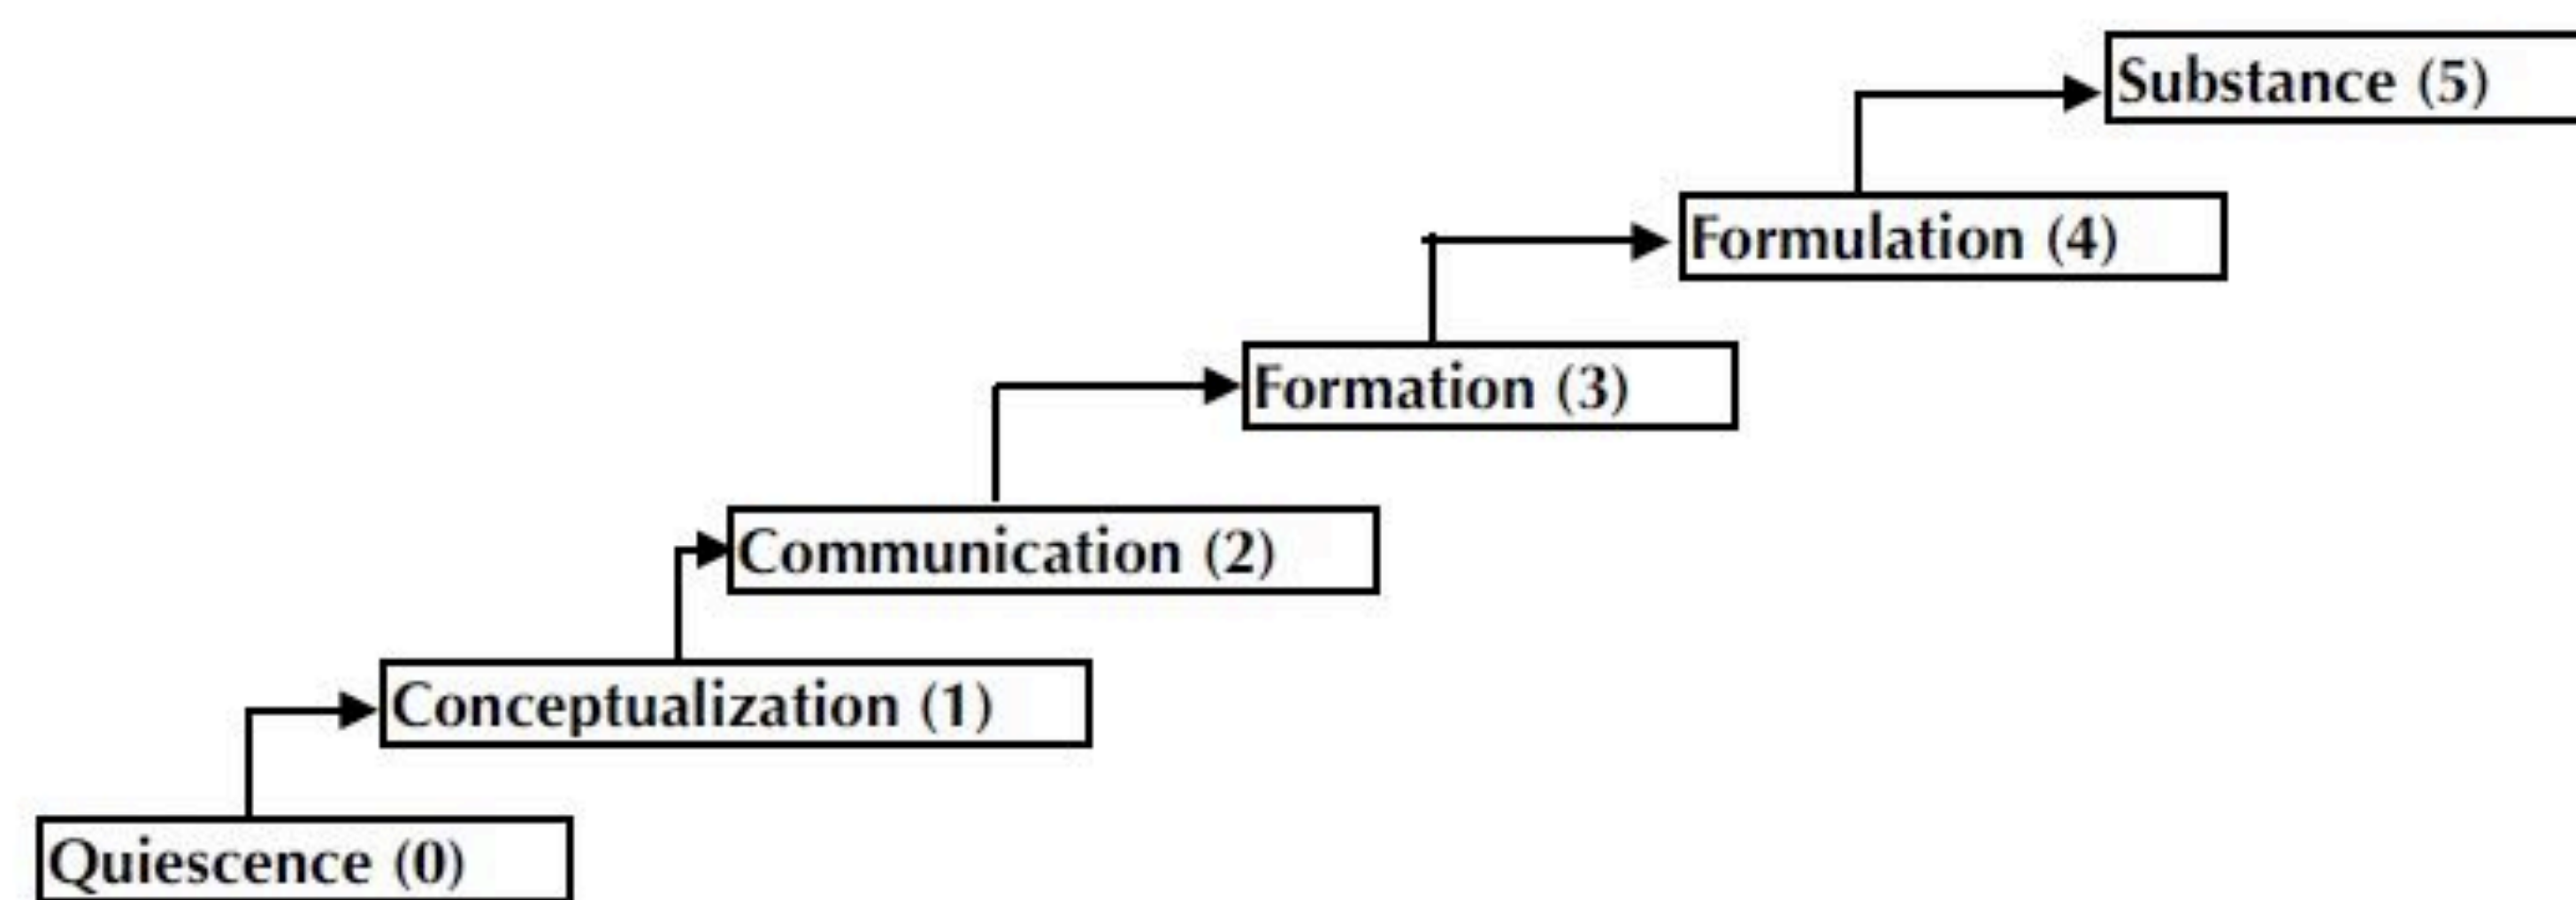 Substance (5)
Formulation (4)
Formation (3)
Communication (2)
Conceptualization (1)
Quiescence (0)